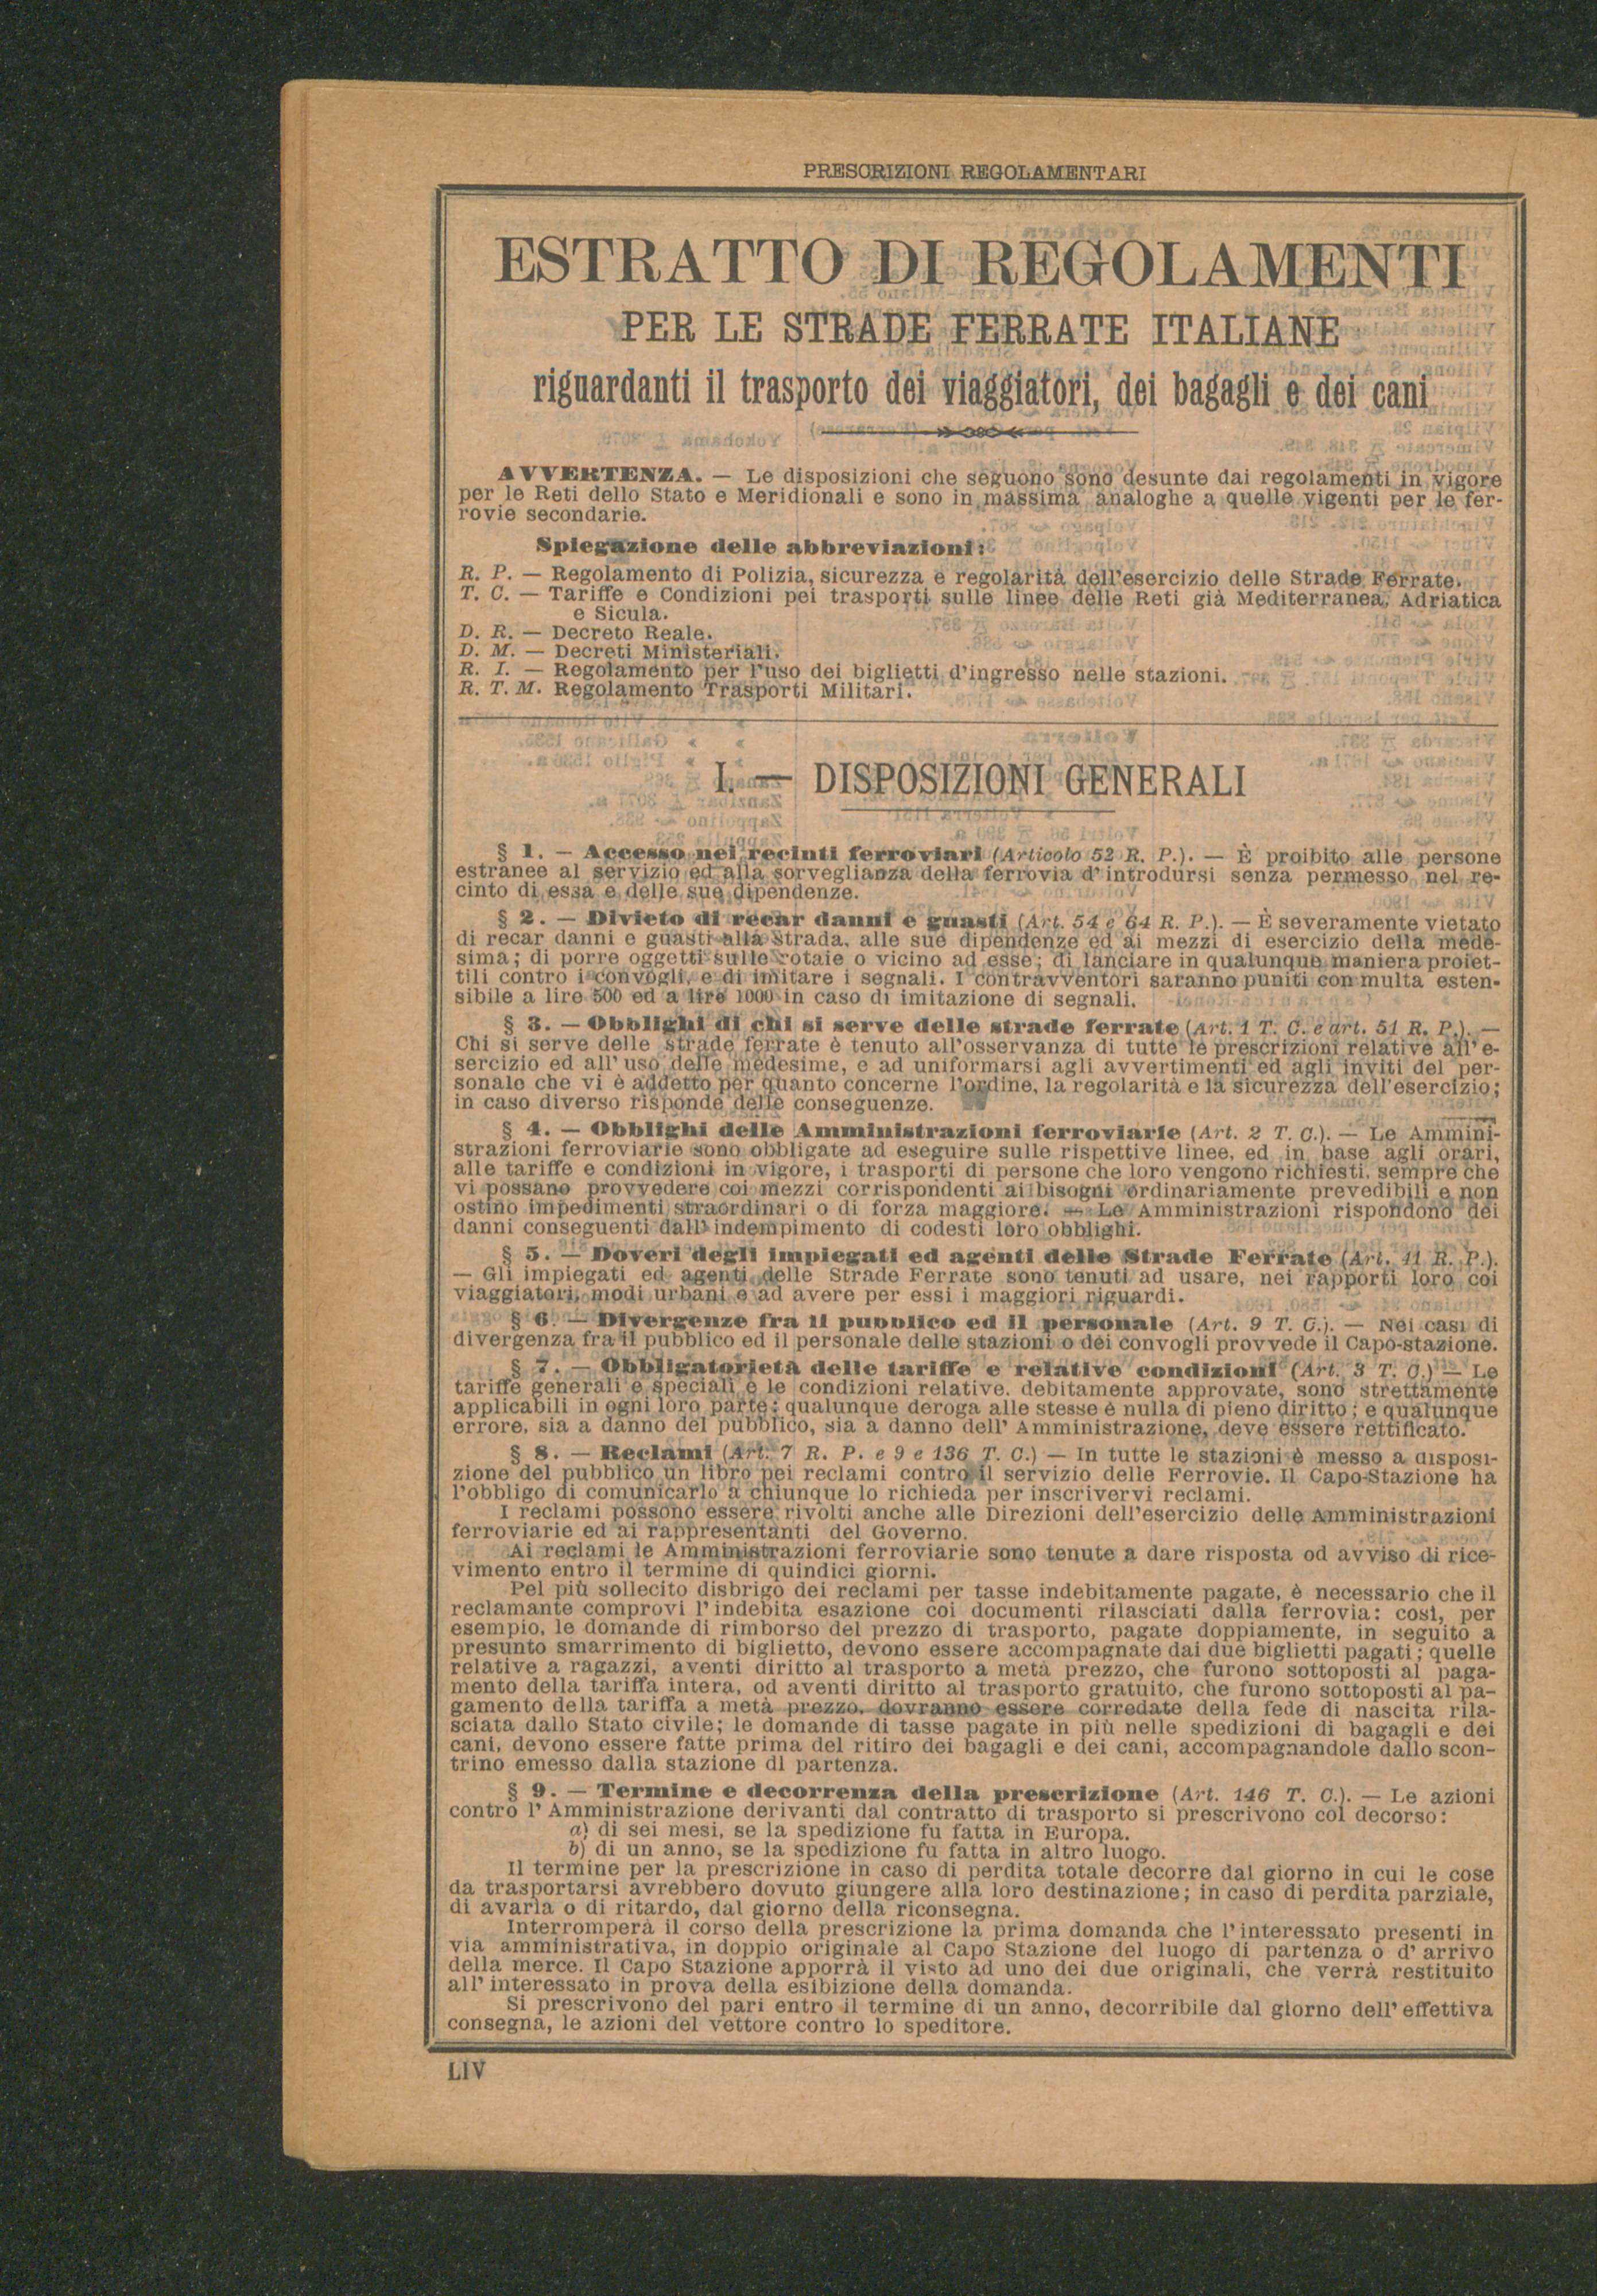 PRESCRIZIONI REGOLAMENTARI
ESTRATTO DI REGOLAMENTI
PER LE STRADE FERRATE ITALIANE
riguardanti il trasporto dei viaggiatori, dei bagagli e dei cani
AVVERTENZA. — Le disposizioni che seguono sono desunte dai regolamenti in vigore
per le Reti dello Stato e Meridionali e sono in massima analoghe a quelle vigenti per le fer-
rovie secondarie.
Spiegazione delle abbreviazioni:
R. P. — Regolamento di Polizia, sicurezza e regolarità dell'esercizio delle Strade Ferrate.
T. C. — Tariffe e Condizioni pei trasporti sulle linee delle Reti già Mediterranea, Adriatica
e Sicula.
D. R. — Decreto Reale.
D. M. — Decreti Ministeriali.
R. I. — Regolamento per l'uso dei biglietti d'ingresso nelle stazioni.
R. T. M. Regolamento Trasporti Militari.
I. — DISPOSIZIONI GENERALI
§ 1. — Accesso nei recinti ferroviari (Articolo 52 R. P.). — È proibito alle persone
estranee al servizio ed alla sorveglianza della ferrovia d'introdursi senza permesso nel re-
cinto di essa e delle sue dipendenze.
§ 2. — Divieto di recar danni e guasti (Art. 54 e 64 R. P.). — È severamente vietato
di recar danni e guasti alla strada, alle sue dipendenze ed ai mezzi di esercizio della mede-
sima; di porre oggetti sulle rotaie o vicino ad esse; di lanciare in qualunque maniera proiet-
tili contro i convogli, e di imitare i segnali. I contravventori saranno puniti con multa esten-
sibile a lire 500 ed a lire 1000 in caso di imitazione di segnali.
§ 3. — Obblighi di chi si serve delle strade ferrate (Art. 1 T. C. e art. 51 R. P.). —
Chi si serve delle strade ferrate è tenuto all'osservanza di tutte le prescrizioni relative all'e-
sercizio ed all'uso delle medesime, e ad uniformarsi agli avvertimenti ed agli inviti del per-
sonale che vi è addetto per quanto concerne l'ordine, la regolarità e la sicurezza dell'esercizio;
in caso diverso risponde delle conseguenze.
§ 4. — Obblighi delle Amministrazioni ferroviarie (Art. 2 T. C.). — Le Ammini-
strazioni ferroviarie sono obbligate ad eseguire sulle rispettive linee, ed in base agli orari,
alle tariffe e condizioni in vigore, i trasporti di persone che loro vengono richiesti, sempre che
vi possano provvedere coi mezzi corrispondenti ai bisogni ordinariamente prevedibili e non
ostino impedimenti straordinari o di forza maggiore. — Le Amministrazioni rispondono dei
danni conseguenti dall'indempimento di codesti loro obblighi.
§ 5. — Doveri degli impiegati ed agenti delle Strade Ferrate (Art. 11 R. P.).
— Gli impiegati ed agenti delle Strade Ferrate sono tenuti ad usare, nei rapporti loro coi
viaggiatori, modi urbani e ad avere per essi i maggiori riguardi.
§ 6. — Divergenze fra il pubblico ed il personale (Art. 9 T. C.). — Nei casi di
divergenza fra il pubblico ed il personale delle stazioni o dei convogli provvede il Capo-stazione.
§ 7. — Obbligatorietà delle tariffe e relative condizioni (Art. 3 T. C.) — Le
tariffe generali e speciali e le condizioni relative, debitamente approvate, sono strettamente
applicabili in ogni loro parte; qualunque deroga alle stesse è nulla di pieno diritto; e qualunque
errore, sia a danno del pubblico, sia a danno dell'Amministrazione, deve essere rettificato.
§ 8. — Reclami (Art. 7 R. P. e 9 e 136 T. C.) — In tutte le stazioni è messo a disposi-
zione del pubblico un libro pei reclami contro il servizio delle Ferrovie. Il Capo-Stazione ha
l'obbligo di comunicarlo a chiunque lo richieda per inscrivervi reclami.
I reclami possono essere rivolti anche alle Direzioni dell'esercizio delle Amministrazioni
ferroviarie ed ai rappresentanti del Governo.
Ai reclami le Amministrazioni ferroviarie sono tenute a dare risposta od avviso di rice-
vimento entro il termine di quindici giorni.
Pel più sollecito disbrigo dei reclami per tasse indebitamente pagate, è necessario che il
reclamante comprovi l'indebita esazione coi documenti rilasciati dalla ferrovia: così, per
esempio, le domande di rimborso del prezzo di trasporto, pagate doppiamente, in seguito a
presunto smarrimento di biglietto, devono essere accompagnate dai due biglietti pagati; quelle
relative a ragazzi, aventi diritto al trasporto a metà prezzo, che furono sottoposti al paga-
mento della tariffa intera, od aventi diritto al trasporto gratuito, che furono sottoposti al pa-
gamento della tariffa a metà prezzo, dovranno essere corredate della fede di nascita rila-
sciata dallo Stato civile; le domande di tasse pagate in più nelle spedizioni di bagagli e dei
cani, devono essere fatte prima del ritiro dei bagagli e dei cani, accompagnandole dallo scon-
trino emesso dalla stazione di partenza.
§ 9. — Termine e decorrenza della prescrizione (Art. 146 T. C.). — Le azioni
contro l'Amministrazione derivanti dal contratto di trasporto si prescrivono col decorso:
a) di sei mesi, se la spedizione fu fatta in Europa.
b) di un anno, se la spedizione fu fatta in altro luogo.
Il termine per la prescrizione in caso di perdita totale decorre dal giorno in cui le cose
da trasportarsi avrebbero dovuto giungere alla loro destinazione; in caso di perdita parziale,
di avaria o di ritardo, dal giorno della riconsegna.
Interromperà il corso della prescrizione la prima domanda che l'interessato presenti in
via amministrativa, in doppio originale al Capo Stazione del luogo di partenza o d'arrivo
della merce. Il Capo Stazione apporrà il visto ad uno dei due originali, che verrà restituito
all'interessato in prova della esibizione della domanda.
Si prescrivono del pari entro il termine di un anno, decorribile dal giorno dell'effettiva
consegna, le azioni del vettore contro lo speditore.
LIV